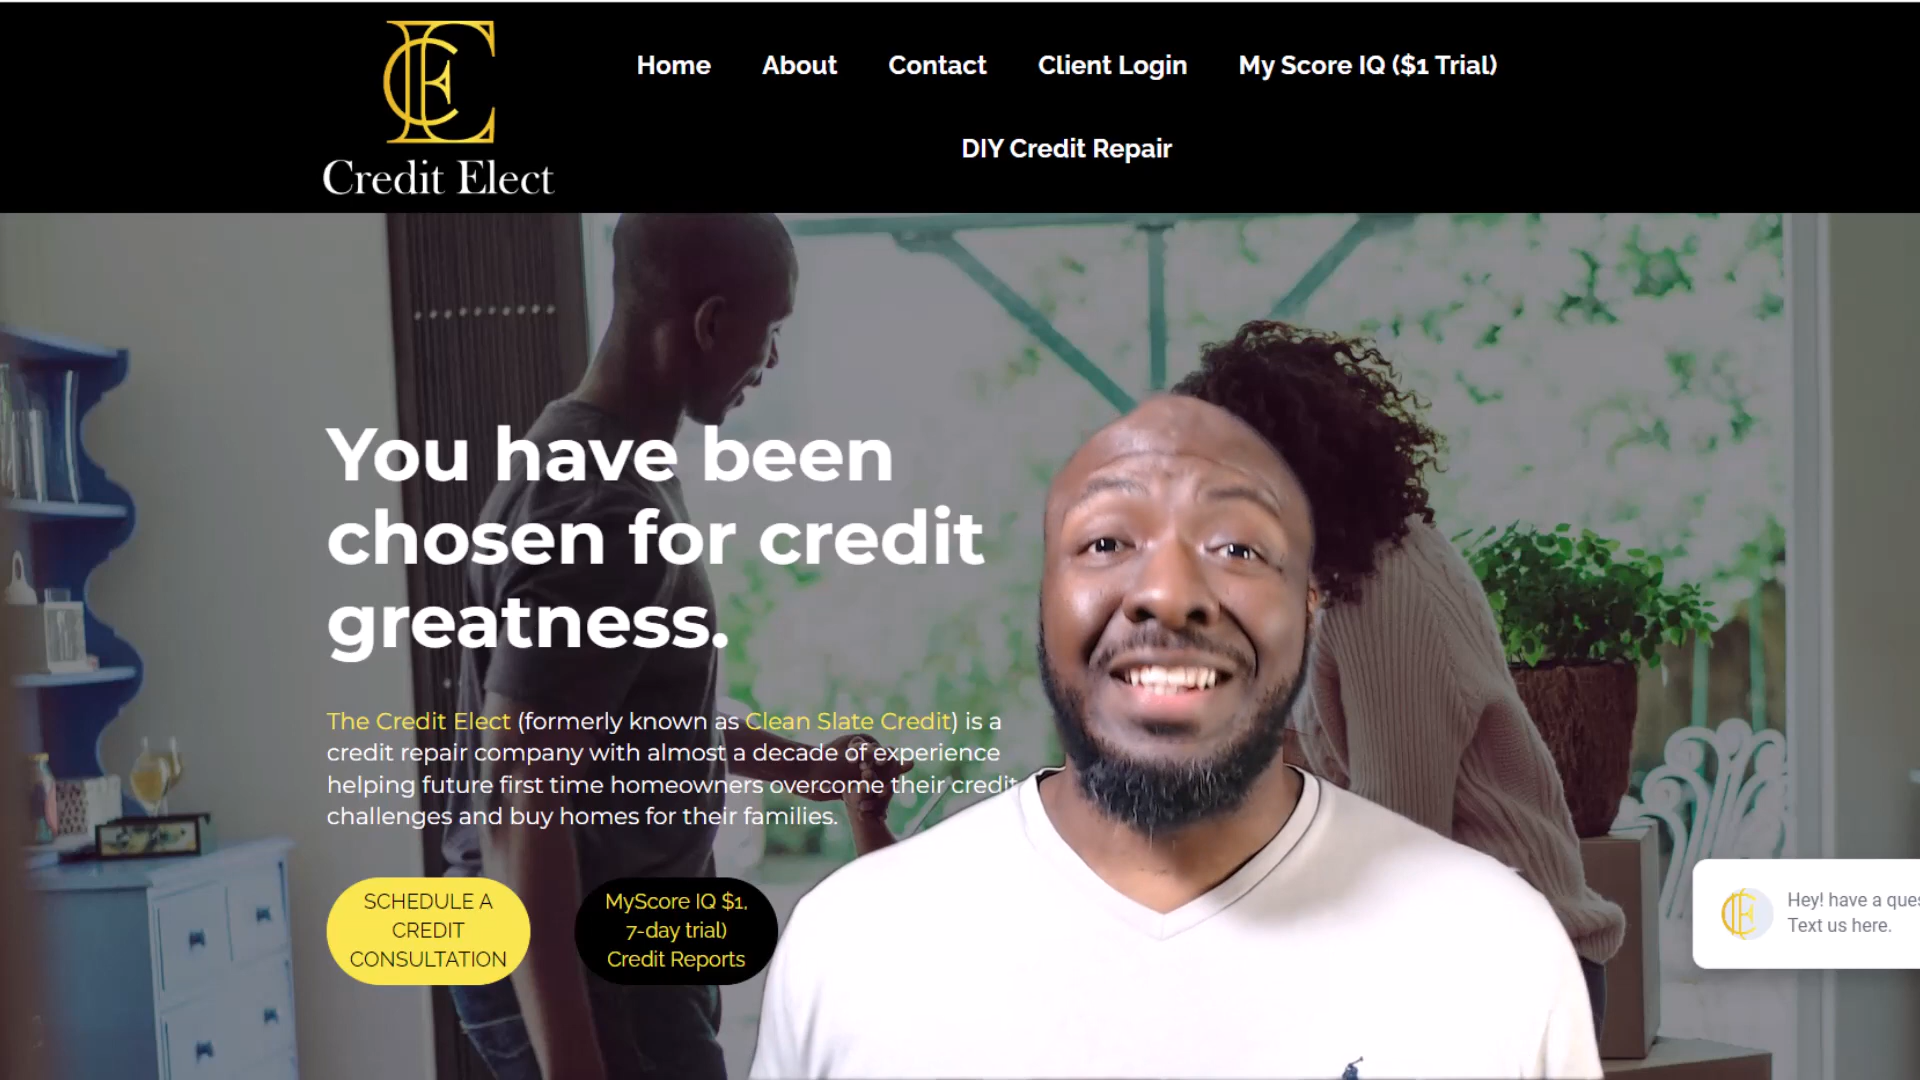 Home About Contact Client Login My Score IQ ($1 Trial)
DIY Credit Repair
Credit Elect
You have been
chosen for credit
greatness.
The Credit Elect (formerly known as Clean Slate Credit) is a
credit repair company with almost a decade of experience
helping future first time homeowners overcome their credit
challenges and buy homes for their families.
SCHEDULE A
CREDIT
CONSULTATION
MyScore IQ $1,
7-day trial)
Credit Reports
Hey! have a ques
Text us here.